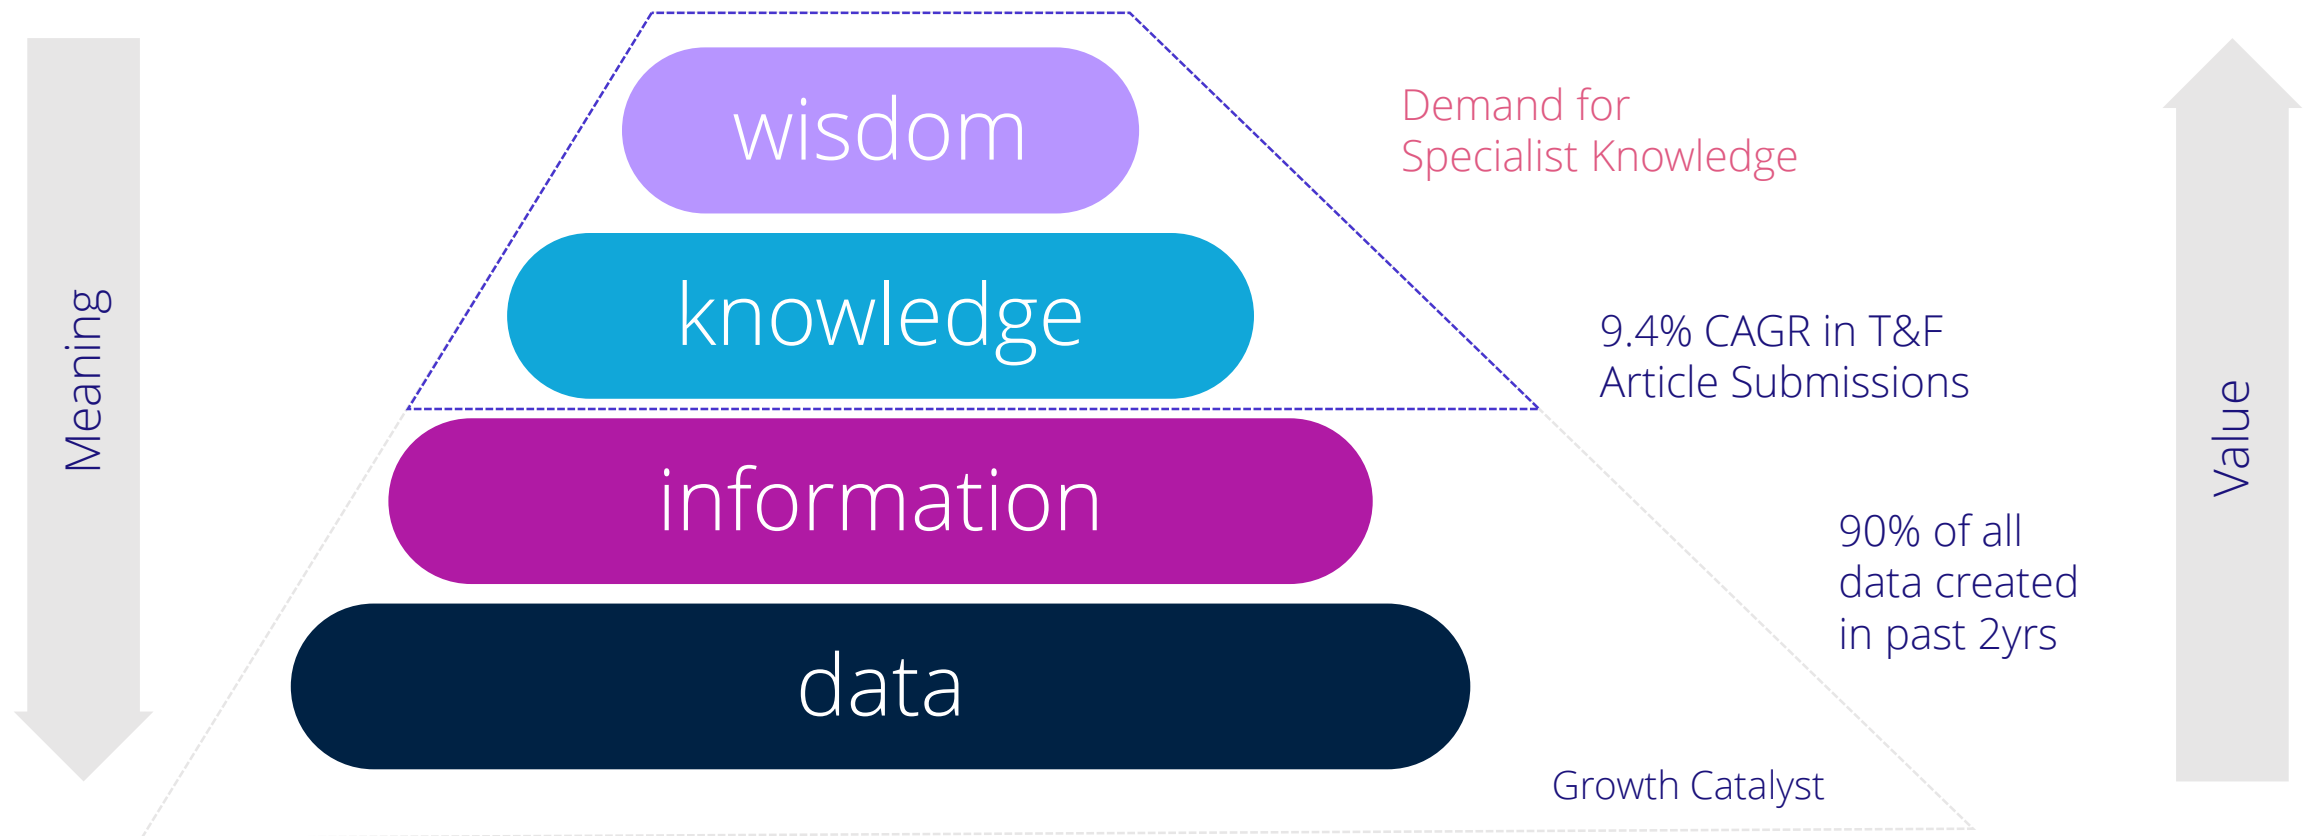 wisdom
Demand for
Specialist Knowledge
knowledge
9.4% CAGR in T&F
Article Submissions
Meaning
information
Value
90% of all
data created
in past 2yrs
data
Growth Catalyst